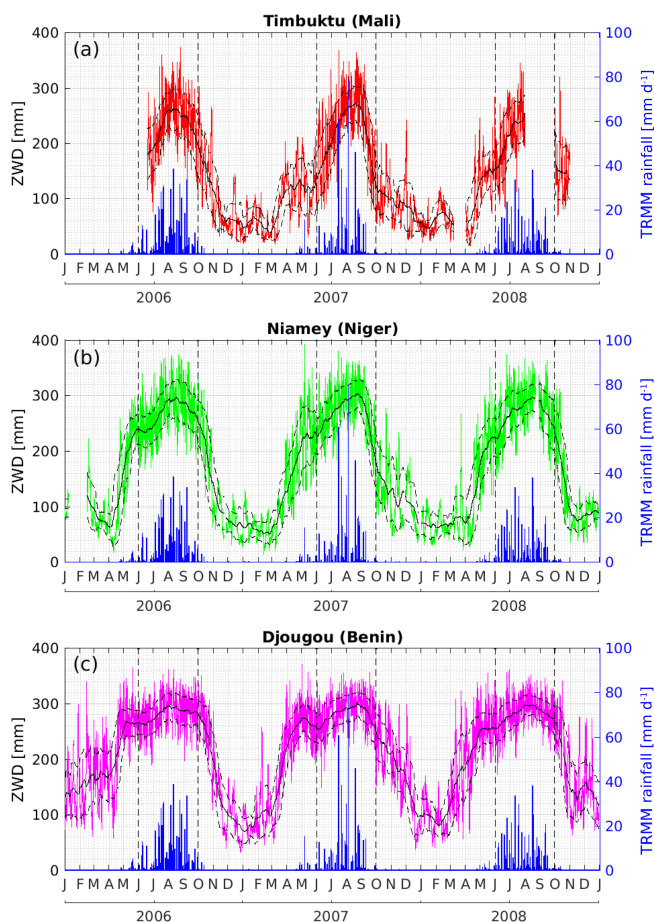 Timbuktu (Mali)
(a)
400
300
200
100
0
ZWD [mm]
100
80
60
40
20
0
TRMM rainfall [mm d⁻¹]
J F M A M J J A S O N D J F M A M J J A S O N D J F M A M J J A S O N D J
2006 2007 2008
Niamey (Niger)
(b)
400
300
200
100
0
ZWD [mm]
100
80
60
40
20
0
TRMM rainfall [mm d⁻¹]
J F M A M J J A S O N D J F M A M J J A S O N D J F M A M J J A S O N D J
2006 2007 2008
Djougou (Benin)
(c)
400
300
200
100
0
ZWD [mm]
100
80
60
40
20
0
TRMM rainfall [mm d⁻¹]
J F M A M J J A S O N D J F M A M J J A S O N D J F M A M J J A S O N D J
2006 2007 2008